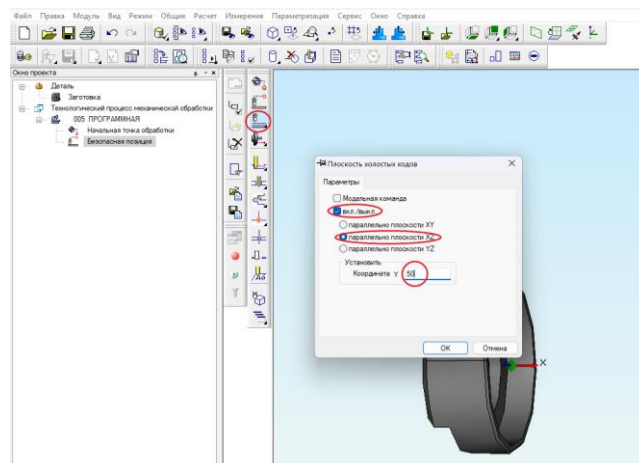 Файл Правка Модуль Вид Режим Общие Расчет Измерения Параметризация Сервис Окно Справка
Окно проекта
Деталь
Заготовка
Технологический процесс механической обработки
005 ПРОГРАММНАЯ
Начальная точка обработки
Безопасная позиция
Плоскость холостых ходов
Параметры
Модальная команда
вкл./выкл.
параллельно плоскости XY
параллельно плоскости XZ
параллельно плоскости YZ
Установить
Координата Y 50
OK Отмена
X